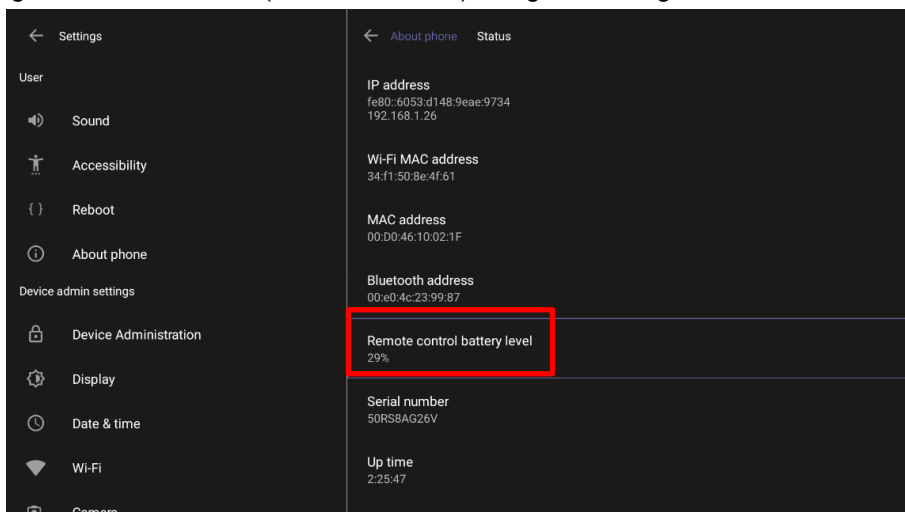 Settings
User
Sound
Accessibility
Reboot
About phone
Device admin settings
Device Administration
Display
Date & time
Wi-Fi
About phone Status
IP address
fe80::6053:d148:9eae:9734
192.168.1.26
Wi-Fi MAC address
34:f1:50:8e:4f:61
MAC address
00:D0:46:10:02:1F
Bluetooth address
00:e0:4c:23:99:87
Remote control battery level
29%
Serial number
50RS8AG26V
Up time
2:25:47